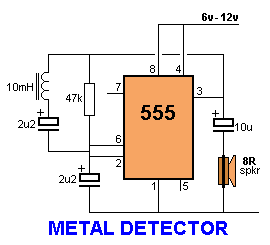 6v - 12v
8
4
10mH
47k
7
3
555
10u
2u2
6
2
8R
spkr
2u2
1
5
METAL DETECTOR